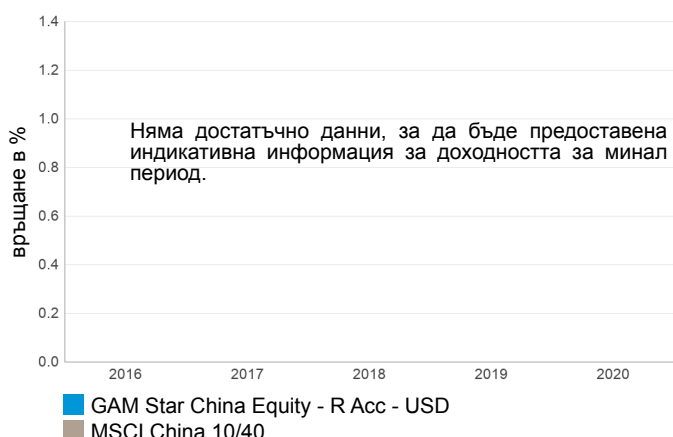 1.4
1.2
1.0
0.8
0.6
0.4
0.2
0.0
връщане в %
Няма достатъчно данни, за да бъде предоставена
индикативна информация за доходността за минал
период.
2016 2017 2018 2019 2020
GAM Star China Equity - R Acc - USD
MSCI China 10/40